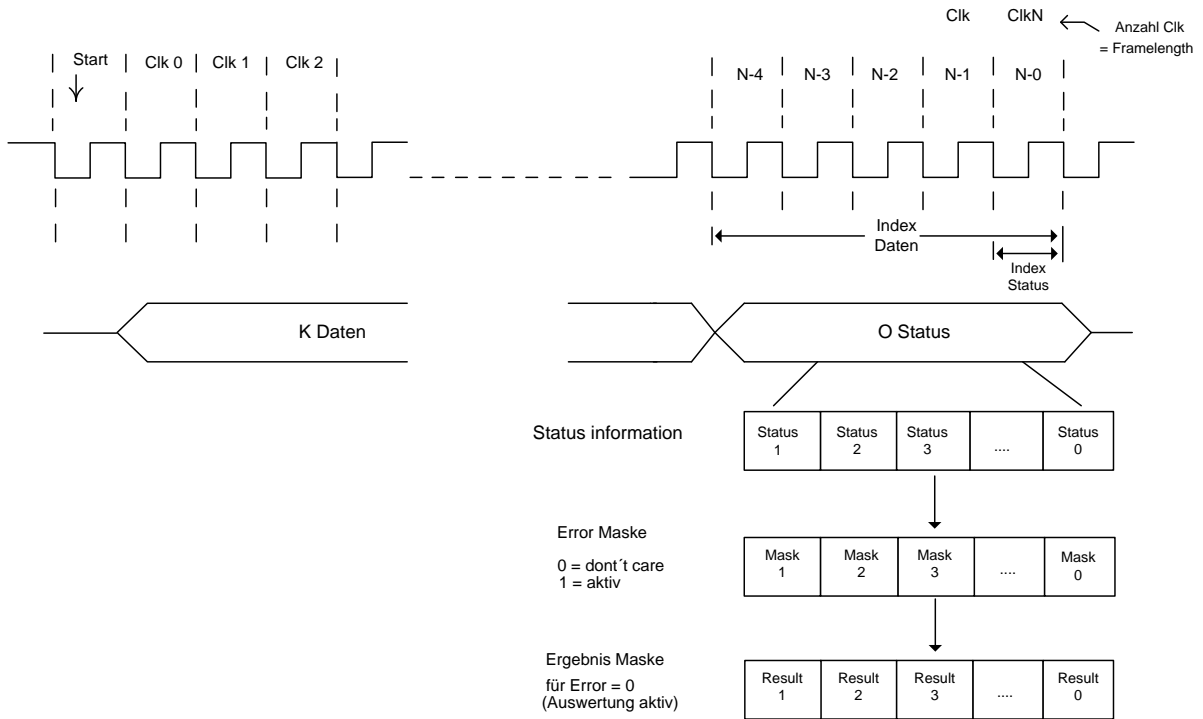 Clk ClkN
Anzahl Clk
= Framelength
Start Clk 0 Clk 1 Clk 2
N-4 N-3 N-2 N-1 N-0
Index
Daten
Index
Status
K Daten
O Status
Status information
Status
1
Status
2
Status
3
....
Status
0
Error Maske
0 = dont´t care
1 = aktiv
Mask
1
Mask
2
Mask
3
....
Mask
0
Ergebnis Maske
für Error = 0
(Auswertung aktiv)
Result
1
Result
2
Result
3
....
Result
0